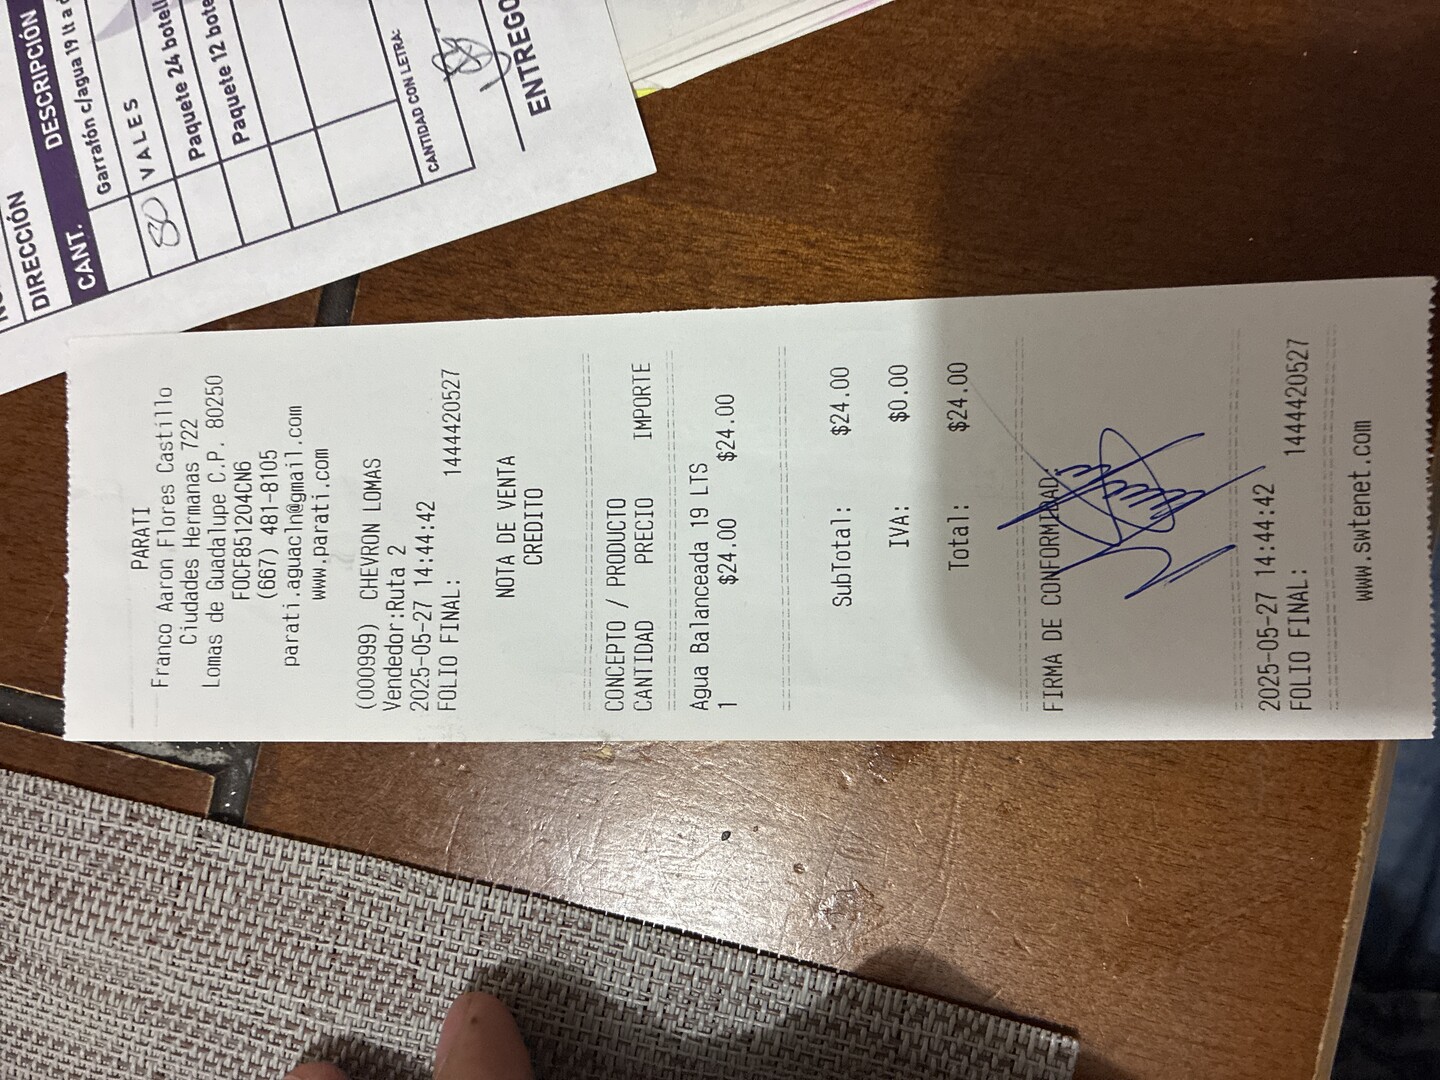 DIRECCIÓN
CANT. DESCRIPCIÓN
Garrafón c/agua 19 lt a
80 VALES
Paquete 24 botell
Paquete 12 bote
CANTIDAD CON LETRA:
ENTREGO
PARATI
Franco Aaron Flores Castillo
Ciudades Hermanas 722
Lomas de Guadalupe C.P. 80250
FOCF851204CN6
(667) 481-8105
parati.aguacln@gmail.com
www.parati.com
(000999) CHEVRON LOMAS
Vendedor:Ruta 2
2025-05-27 14:44:42
FOLIO FINAL: 1444420527
NOTA DE VENTA
CREDITO
CONCEPTO / PRODUCTO
CANTIDAD PRECIO IMPORTE
Agua Balanceada 19 LTS
1 $24.00 $24.00
SubTotal: $24.00
IVA: $0.00
Total: $24.00
FIRMA DE CONFORMIDAD:
2025-05-27 14:44:42
FOLIO FINAL: 1444420527
www.swtenet.com